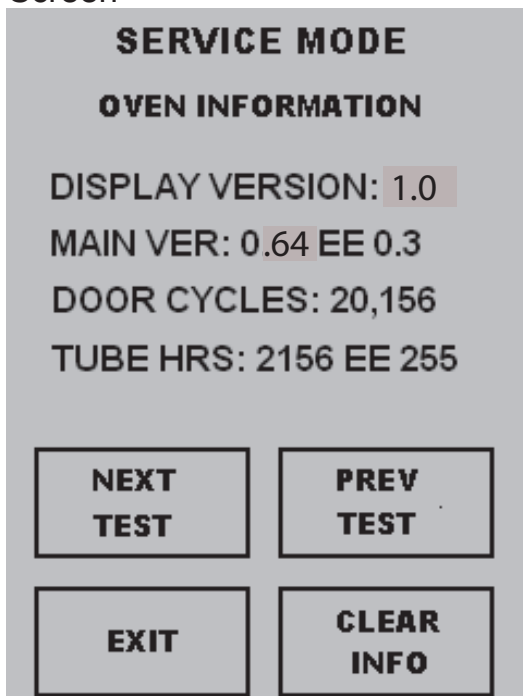 SERVICE MODE
OVEN INFORMATION
DISPLAY VERSION: 1.0
MAIN VER: 0.64 EE 0.3
DOOR CYCLES: 20,156
TUBE HRS: 2156 EE 255
NEXT
TEST
PREV
TEST
EXIT
CLEAR
INFO